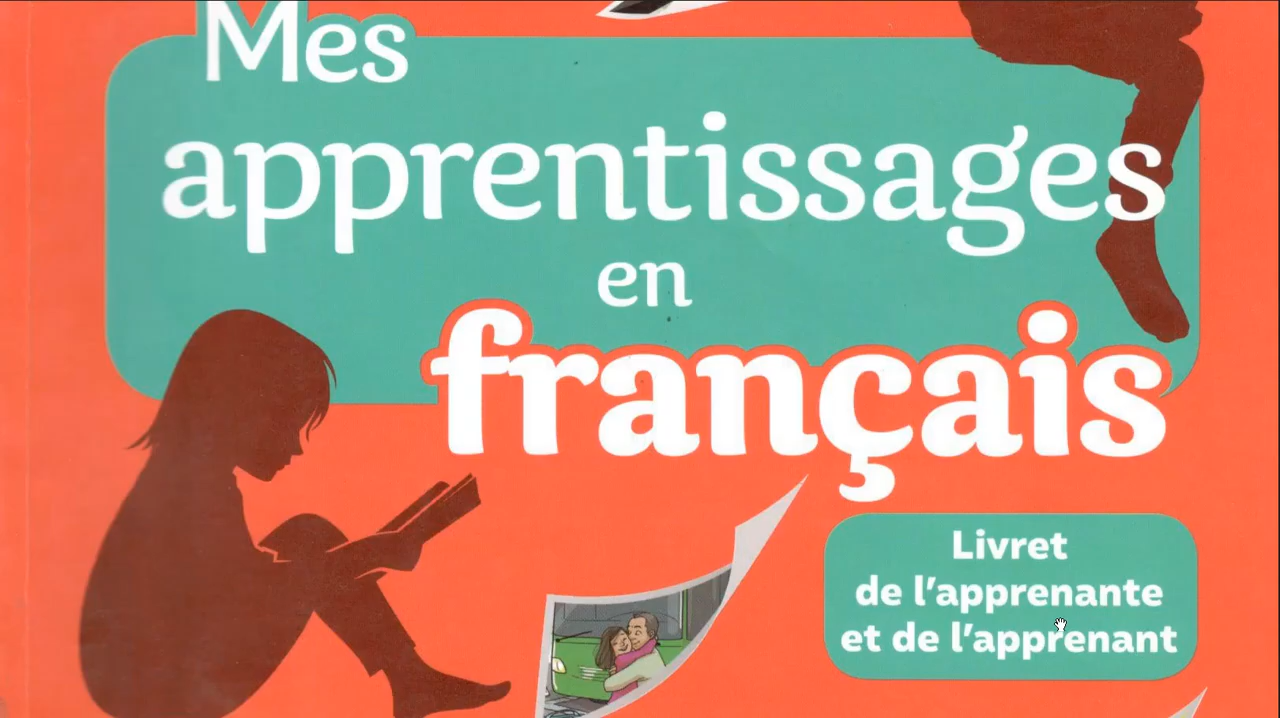 Mes
apprentissages
en
français
Livret
de l’apprenante
et de l’apprenant